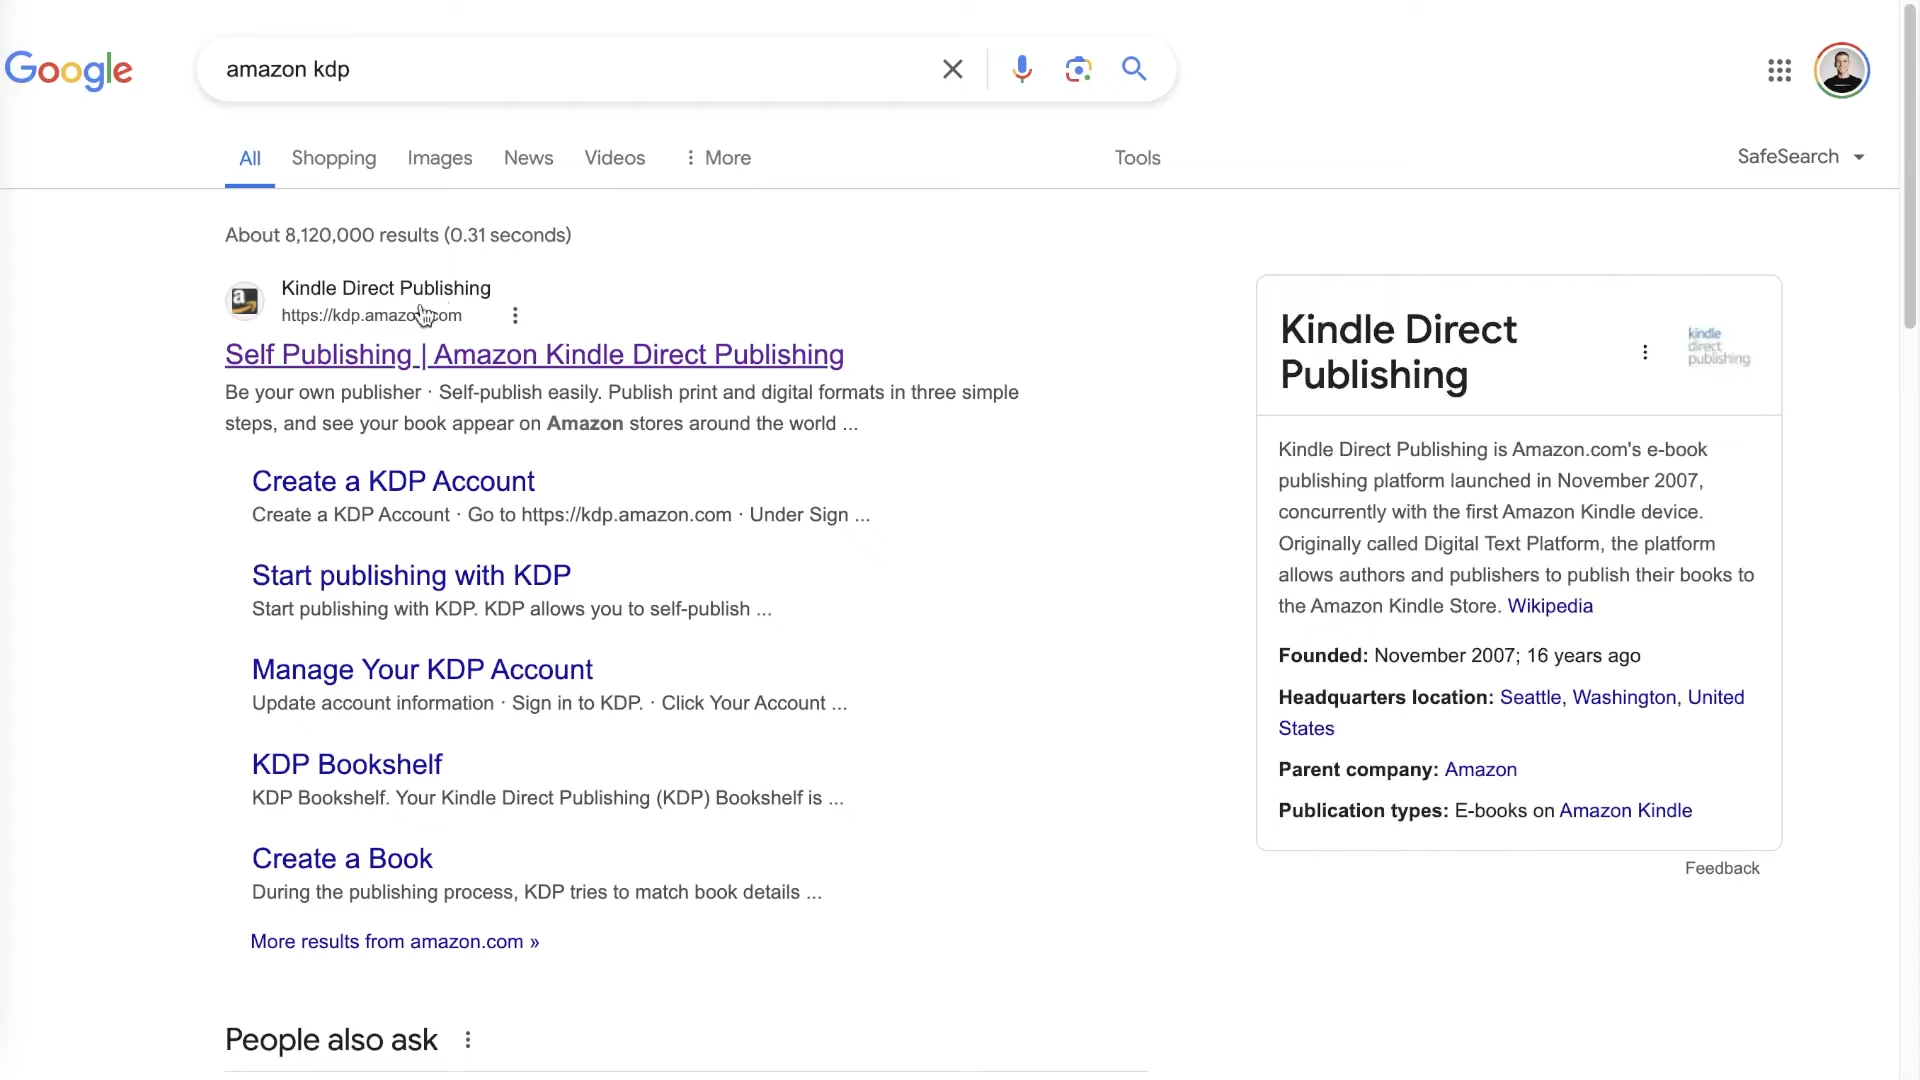 Google
amazon kdp
All Shopping Images News Videos More Tools SafeSearch
About 8,120,000 results (0.31 seconds)
Kindle Direct Publishing
https://kdp.amazon.com
Self Publishing | Amazon Kindle Direct Publishing
Be your own publisher · Self-publish easily. Publish print and digital formats in three simple
steps, and see your book appear on Amazon stores around the world ...
Create a KDP Account
Create a KDP Account · Go to https://kdp.amazon.com · Under Sign ...
Start publishing with KDP
Start publishing with KDP. KDP allows you to self-publish ...
Manage Your KDP Account
Update account information · Sign in to KDP. · Click Your Account ...
KDP Bookshelf
KDP Bookshelf. Your Kindle Direct Publishing (KDP) Bookshelf is ...
Create a Book
During the publishing process, KDP tries to match book details ...
More results from amazon.com »
People also ask
Kindle Direct
Publishing
kindle
direct
publishing
Kindle Direct Publishing is Amazon.com's e-book
publishing platform launched in November 2007,
concurrently with the first Amazon Kindle device.
Originally called Digital Text Platform, the platform
allows authors and publishers to publish their books to
the Amazon Kindle Store. Wikipedia
Founded: November 2007; 16 years ago
Headquarters location: Seattle, Washington, United
States
Parent company: Amazon
Publication types: E-books on Amazon Kindle
Feedback